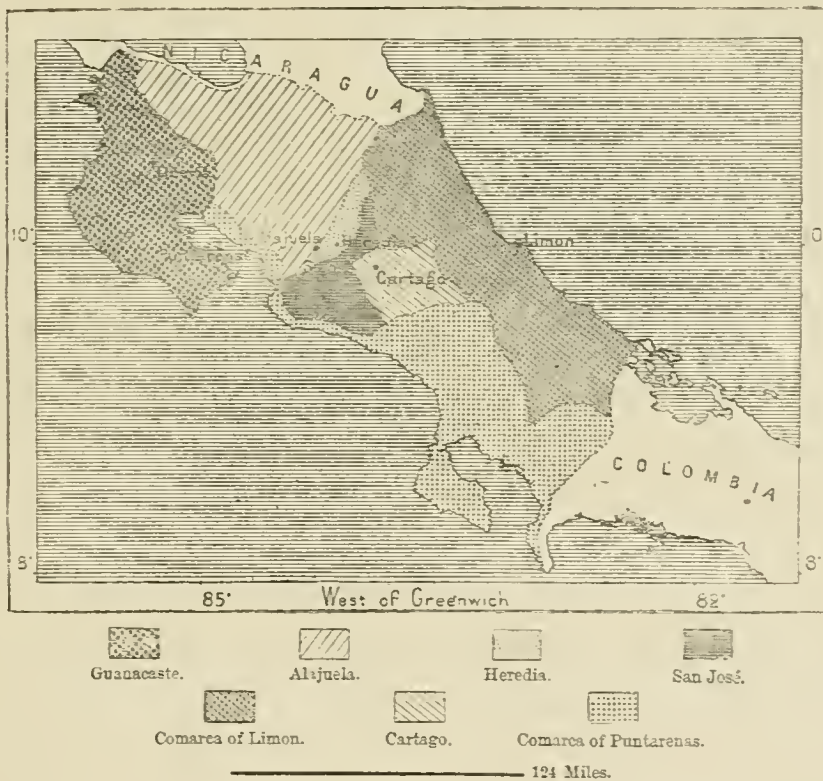 NICARAGUA
10° 10
Limon
Cartago
COLOMBIA
8° 8°
85° West of Greenwich 82°
Guanacaste. Alajuela. Heredia. San José.
Comarca of Limon. Cartago. Comarca of Puntarenas.
124 Miles.